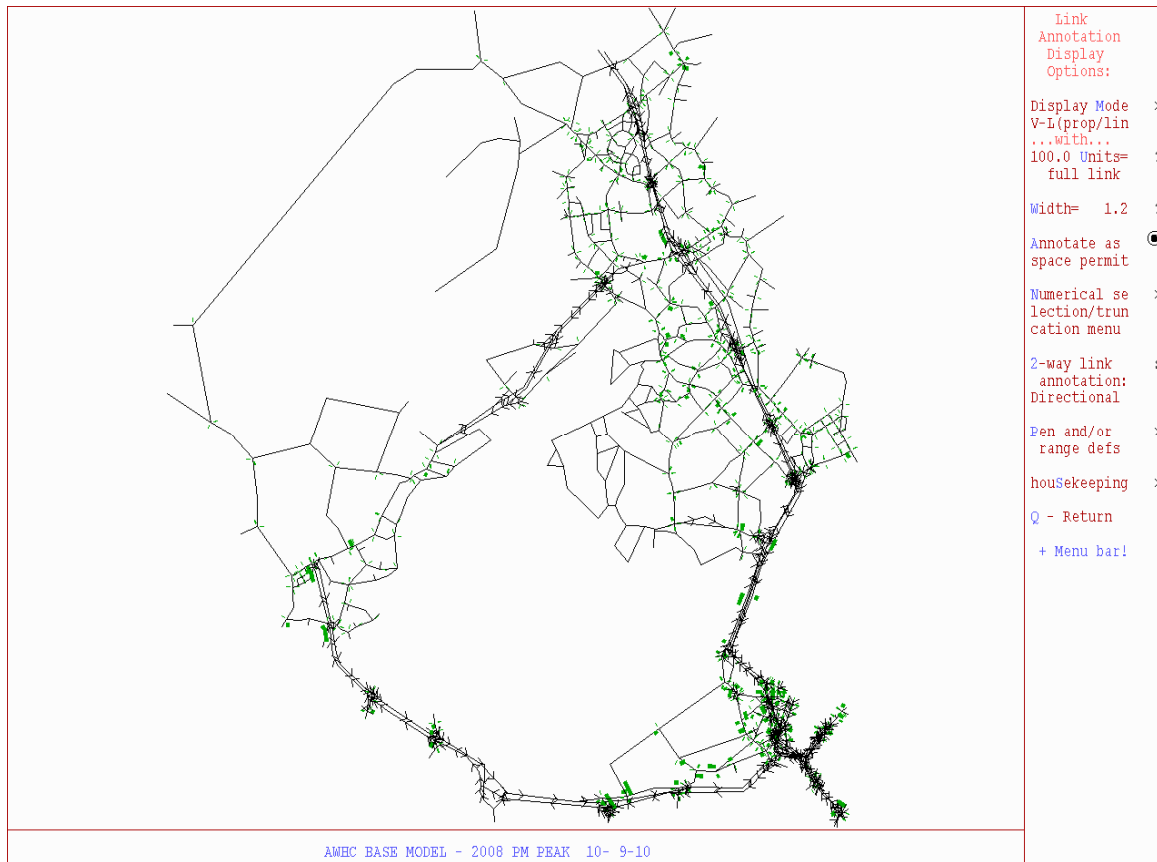 Link
Annotation
Display
Options:
Display Mode
V-L(prop/lin
...with...
100.0 Units=
full link
Width= 1.2
Annotate as
space permit
Numerical se
lection/trun
cation menu
2-way link
annotation:
Directional
Pen and/or
range defs
houSekeeping
Q - Return
+ Menu bar!
AWHC BASE MODEL - 2008 PM PEAK 10- 9-10